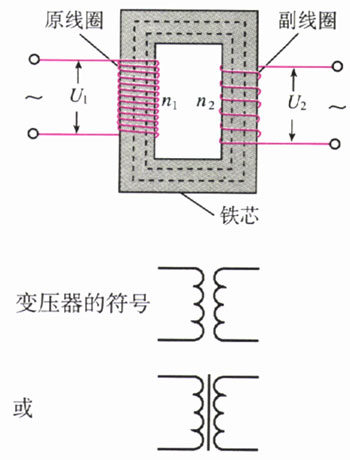 原线圈 副线圈
~ U₁ n₁ n₂ U₂ ~
铁芯
变压器的符号
或